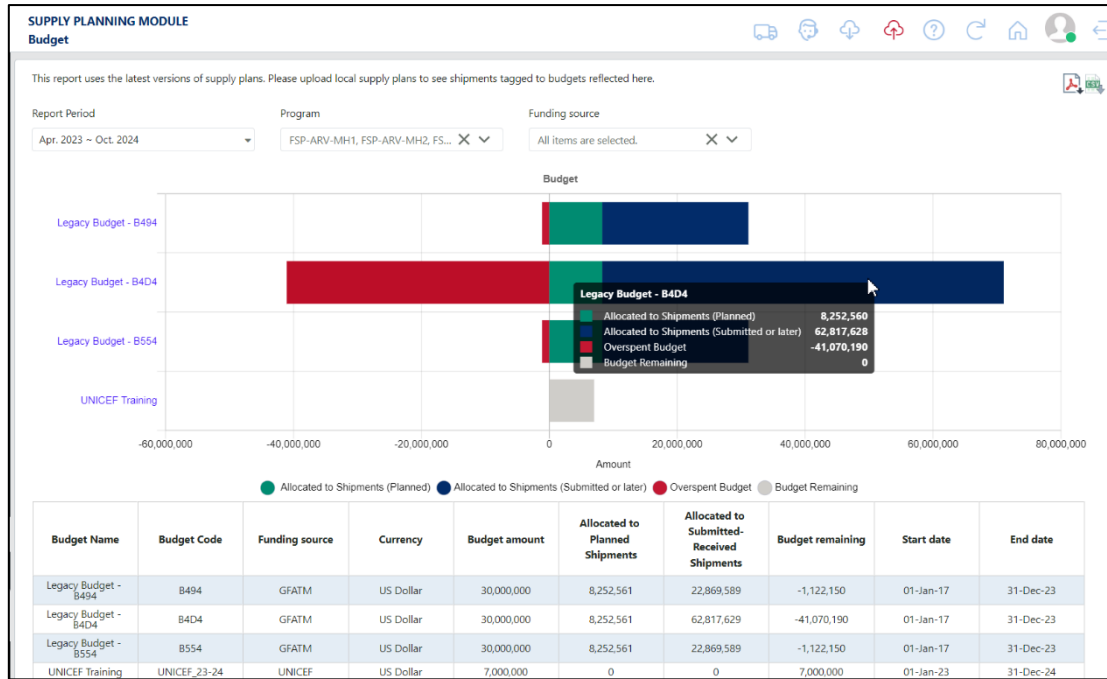 SUPPLY PLANNING MODULE
Budget
This report uses the latest versions of supply plans. Please upload local supply plans to see shipments tagged to budgets reflected here.
CSV
Report Period Program Funding source
Apr. 2023 ~ Oct. 2024 FSP-ARV-MH1, FSP-ARV-MH2, FS... All items are selected.
Budget
Legacy Budget - B494
Legacy Budget - B4D4
Legacy Budget - B4D4
Allocated to Shipments (Planned) 8,252,560
Allocated to Shipments (Submitted or later) 62,817,628
Overspent Budget -41,070,190
Budget Remaining 0
Legacy Budget - B554
UNICEF Training
-60,000,000 -40,000,000 -20,000,000 0 20,000,000 40,000,000 60,000,000 80,000,000
Amount
Allocated to Shipments (Planned) Allocated to Shipments (Submitted or later) Overspent Budget Budget Remaining
Budget Name Budget Code Funding source Currency Budget amount Allocated to Planned Shipments Allocated to Submitted-Received Shipments Budget remaining Start date End date
Legacy Budget - B494 B494 GFATM US Dollar 30,000,000 8,252,561 22,869,589 -1,122,150 01-Jan-17 31-Dec-23
Legacy Budget - B4D4 B4D4 GFATM US Dollar 30,000,000 8,252,561 62,817,629 -41,070,190 01-Jan-17 31-Dec-23
Legacy Budget - B554 B554 GFATM US Dollar 30,000,000 8,252,561 22,869,589 -1,122,150 01-Jan-17 31-Dec-23
UNICEF Training UNICEF_23-24 UNICEF US Dollar 7,000,000 0 0 7,000,000 01-Jan-23 31-Dec-24